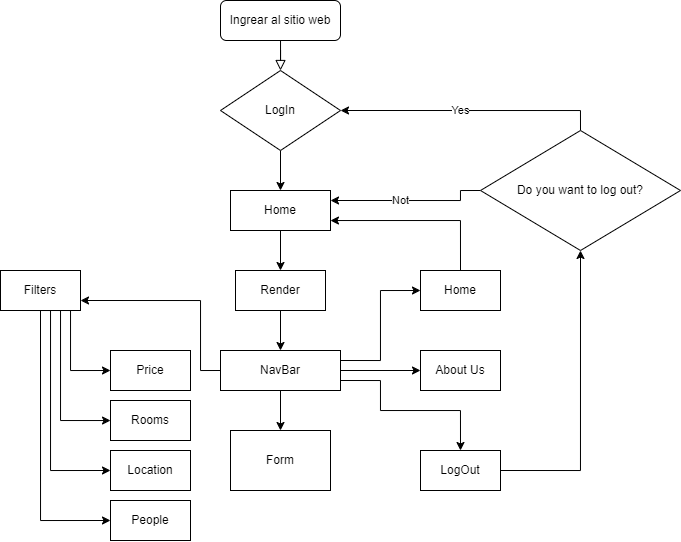 Ingrear al sitio web
LogIn
Yes
Do you want to log out?
Home
Not
Filters
Render
Home
Price
NavBar
About Us
Rooms
Form
Location
LogOut
People